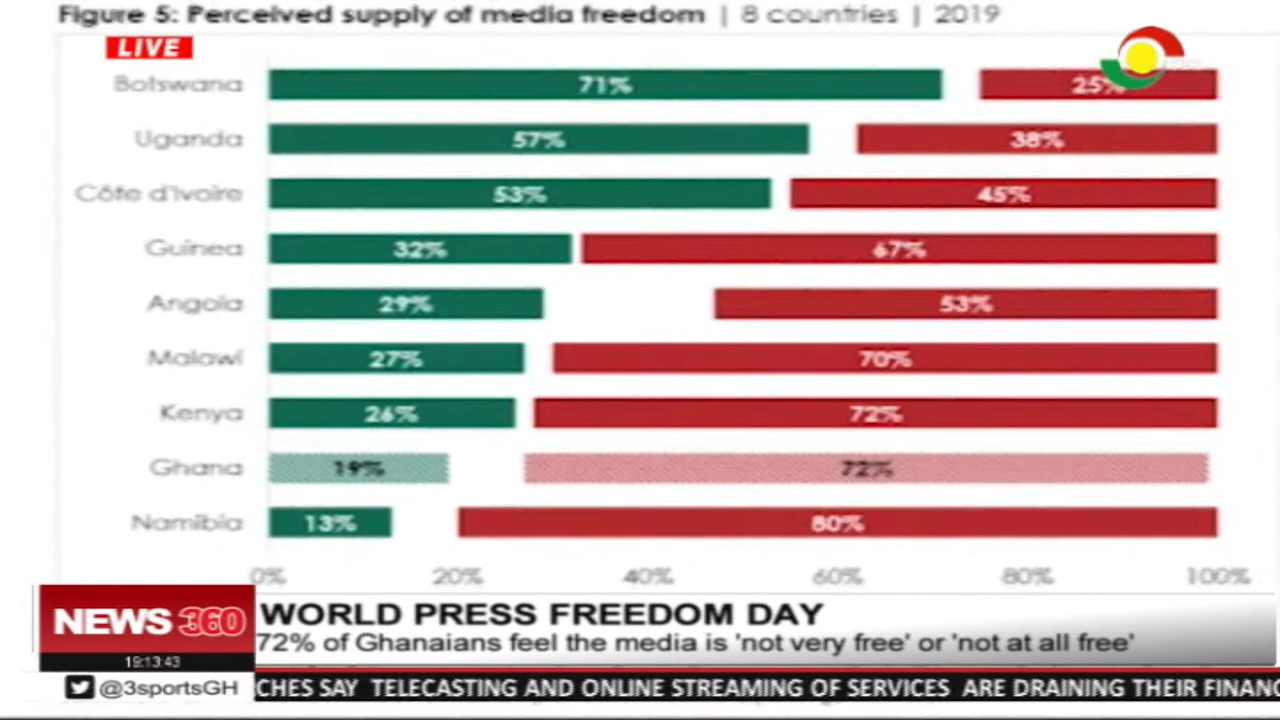 Figure 5: Perceived supply of media freedom | 8 countries | 2019
LIVE
Botswana 71% 25%
Uganda 57% 38%
Côte d'Ivoire 53% 45%
Guinea 32% 67%
Angola 29% 53%
Malawi 27% 70%
Kenya 26% 72%
Ghana 19% 72%
Namibia 13% 80%
0% 20% 40% 60% 80% 100%
NEWS 360
WORLD PRESS FREEDOM DAY
72% of Ghanaians feel the media is 'not very free' or 'not at all free'
19:13:43
@3sportsGH
CHES SAY TELECASTING AND ONLINE STREAMING OF SERVICES ARE DRAINING THEIR FINANC